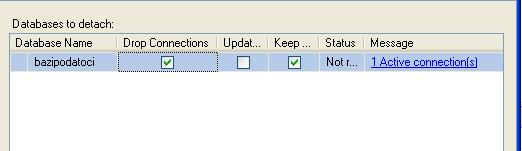 Databases to detach:
Database Name Drop Connections Updat... Keep ... Status Message
bazipodatoci Not r... 1 Active connection(s)